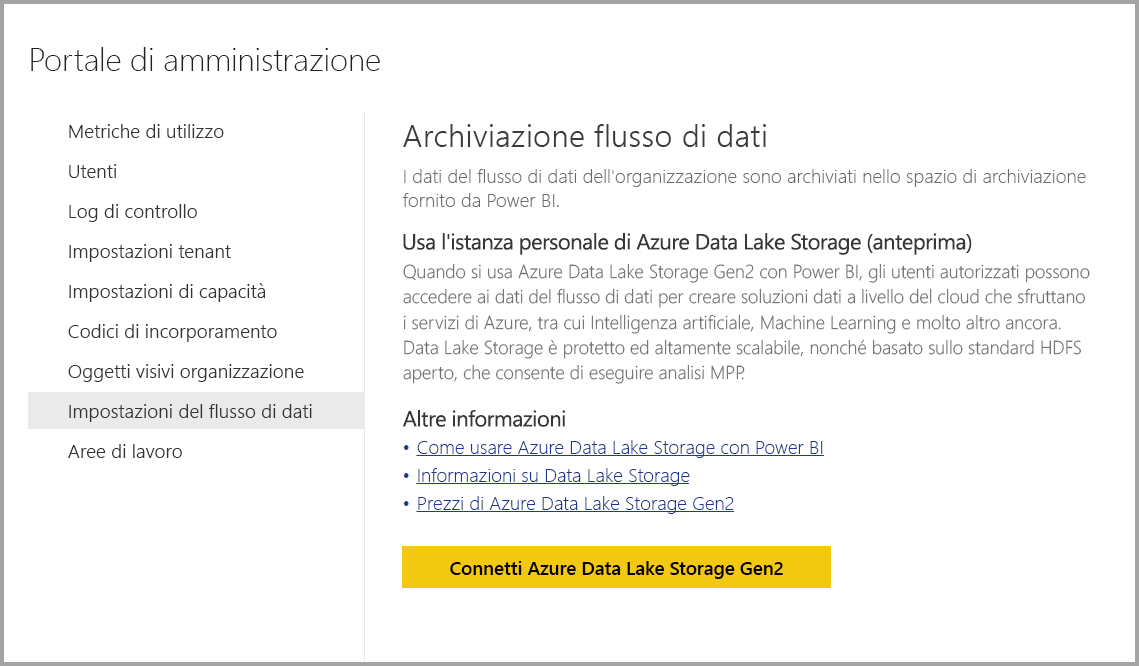 Portale di amministrazione
Metriche di utilizzo
Utenti
Log di controllo
Impostazioni tenant
Impostazioni di capacità
Codici di incorporamento
Oggetti visivi organizzazione
Impostazioni del flusso di dati
Aree di lavoro
Archiviazione flusso di dati
I dati del flusso di dati dell'organizzazione sono archiviati nello spazio di archiviazione
fornito da Power BI.
Usa l'istanza personale di Azure Data Lake Storage (anteprima)
Quando si usa Azure Data Lake Storage Gen2 con Power BI, gli utenti autorizzati possono
accedere ai dati del flusso di dati per creare soluzioni dati a livello del cloud che sfruttano
i servizi di Azure, tra cui Intelligenza artificiale, Machine Learning e molto altro ancora.
Data Lake Storage è protetto ed altamente scalabile, nonché basato sullo standard HDFS
aperto, che consente di eseguire analisi MPP.
Altre informazioni
• Come usare Azure Data Lake Storage con Power BI
• Informazioni su Data Lake Storage
• Prezzi di Azure Data Lake Storage Gen2
Connetti Azure Data Lake Storage Gen2